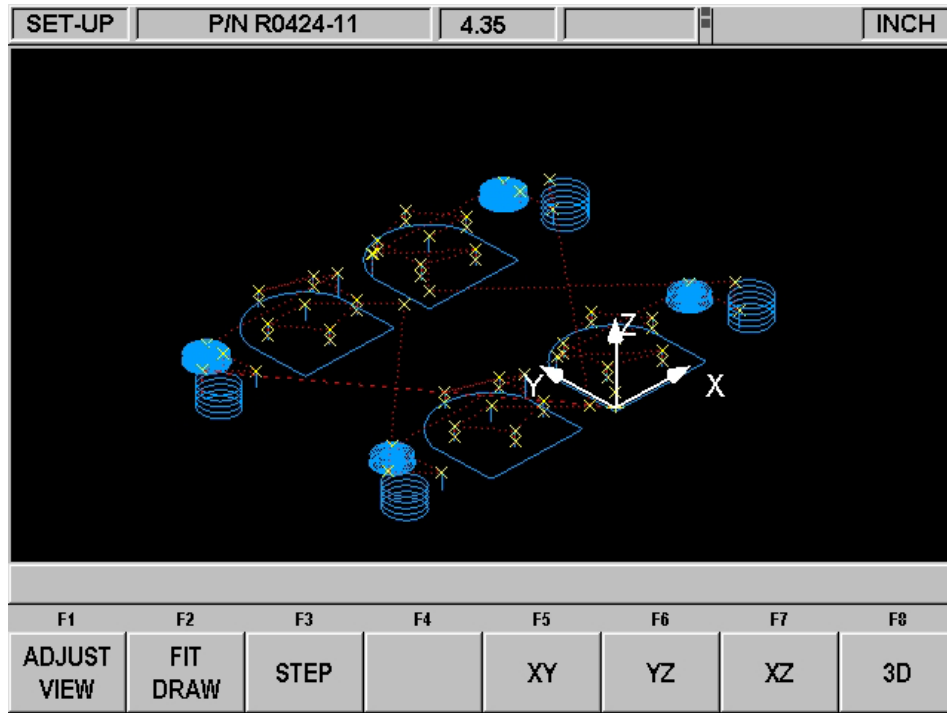 SET-UP P/N R0424-11 4.35 INCH
Z
Y X
F1 F2 F3 F4 F5 F6 F7 F8
ADJUST VIEW FIT DRAW STEP XY YZ XZ 3D